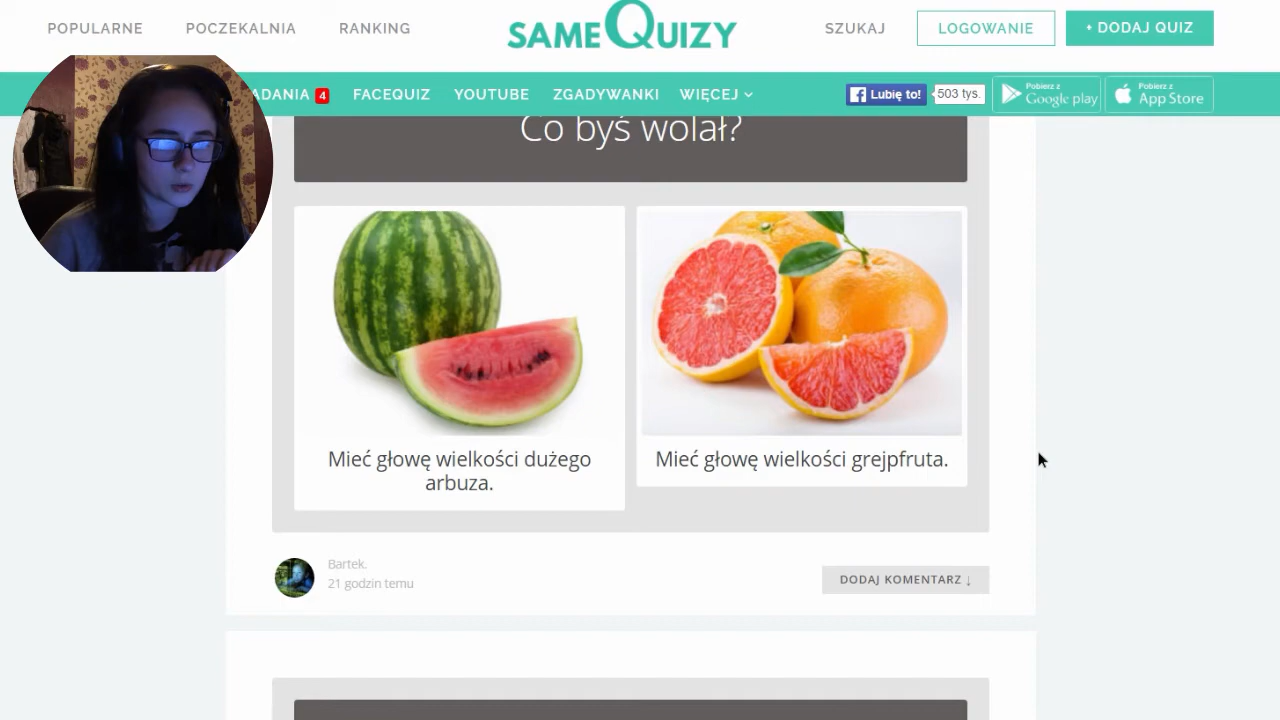 POPULARNE
POCZEKALNIA
RANKING
SAMEQUIZY
SZUKAJ
LOGOWANIE
+ DODAJ QUIZ
ADANIA 4
FACEQUIZ
YOUTUBE
ZGADYWANKI
WIĘCEJ
Lubię to!
503 tys.
Pobierz z
Google play
Pobierz z
App Store
Co byś wolał?
Mieć głowę wielkości dużego
arbuza.
Mieć głowę wielkości grejpfruta.
Bartek.
21 godzin temu
DODAJ KOMENTARZ ↓